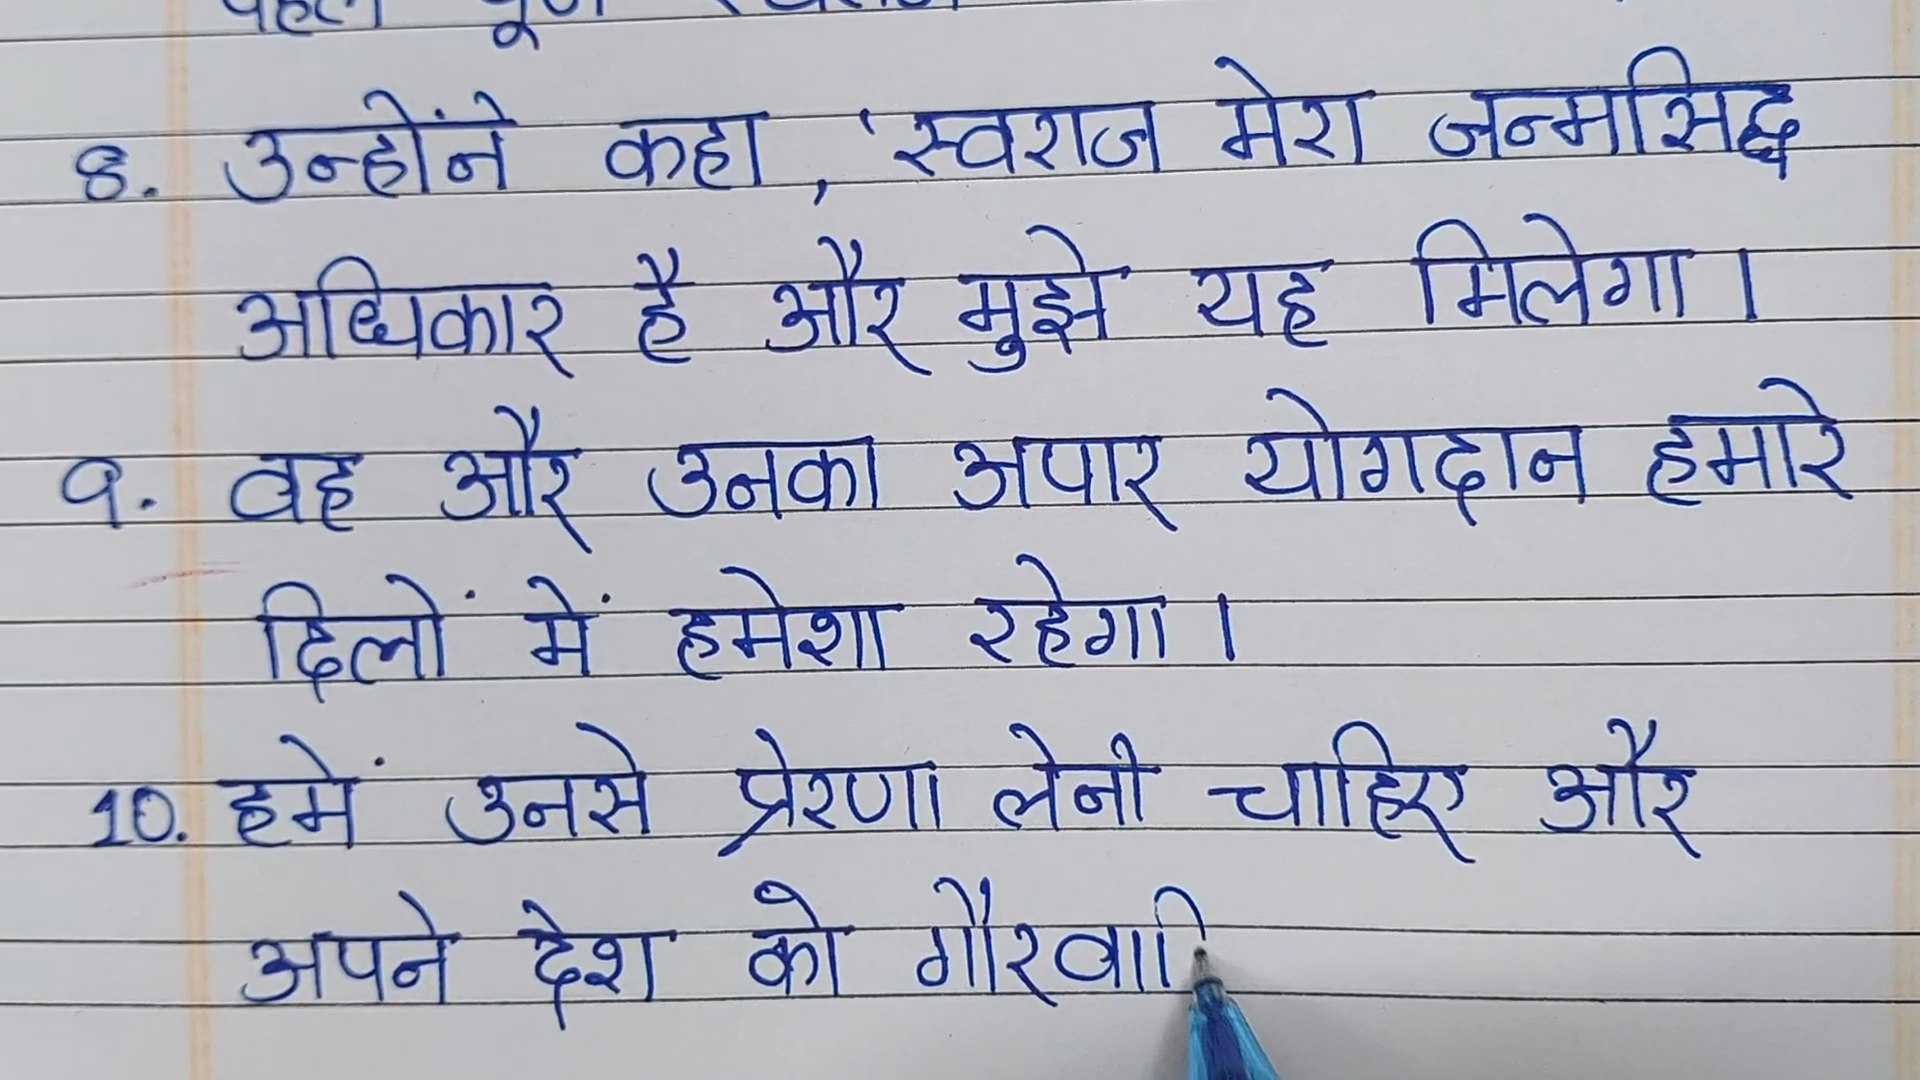 8. उन्होंने कहा, 'स्वराज मेरा जन्मसिद्ध
अधिकार है और मुझे यह मिलेगा।
9. वह और उनका अपार योगदान हमारे
दिलों में हमेशा रहेगा।
10. हमें उनसे प्रेरणा लेनी चाहिए और
अपने देश को गौरवाि